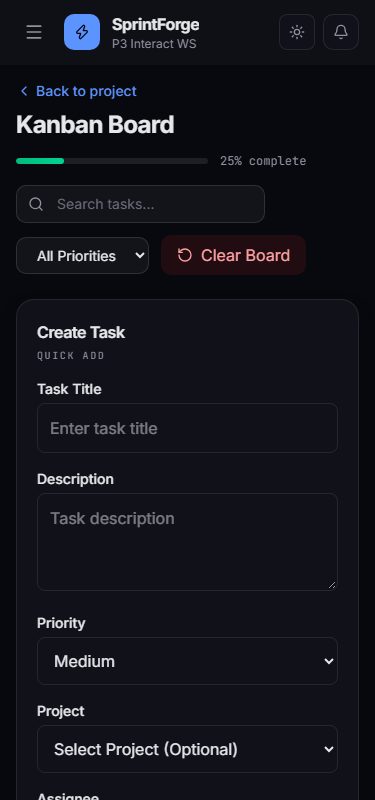 SprintForge
P3 Interact WS
Back to project
Kanban Board
25% complete
Search tasks...
All Priorities
Clear Board
Create Task
QUICK ADD
Task Title
Enter task title
Description
Task description
Priority
Medium
Project
Select Project (Optional)
Assignee